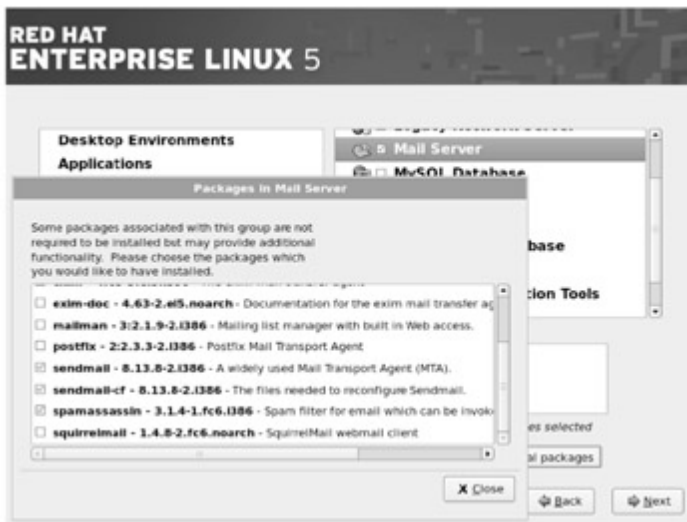 RED HAT
ENTERPRISE LINUX 5
Desktop Environments
Applications
Mail Server
MySQL Database
Packages in Mail Server
Some packages associated with this group are not
required to be installed but may provide additional
functionality. Please choose the packages which
you would like to have installed.
exim-doc - 4.63-2.el5.noarch - Documentation for the exim mail transfer ag
mailman - 3:2.1.9-2.i386 - Mailing list manager with built in Web access.
postfix - 2:2.3.3-2.i386 - Postfix Mail Transport Agent
sendmail - 8.13.8-2.i386 - A widely used Mail Transport Agent (MTA).
sendmail-cf - 8.13.8-2.i386 - The files needed to reconfigure Sendmail.
spamassassin - 3.1.4-1.fc6.i386 - Spam filter for email which can be invok
squirrelmail - 1.4.8-2.fc6.noarch - SquirrelMail webmail client
base
tion Tools
es selected
al packages
Close
Back
Next